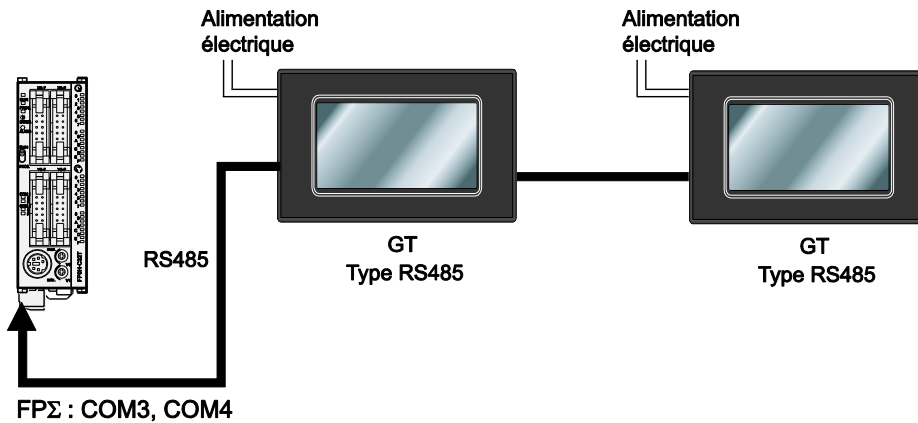 Alimentation
électrique
Alimentation
électrique
RS485
GT
Type RS485
GT
Type RS485
FPΣ : COM3, COM4